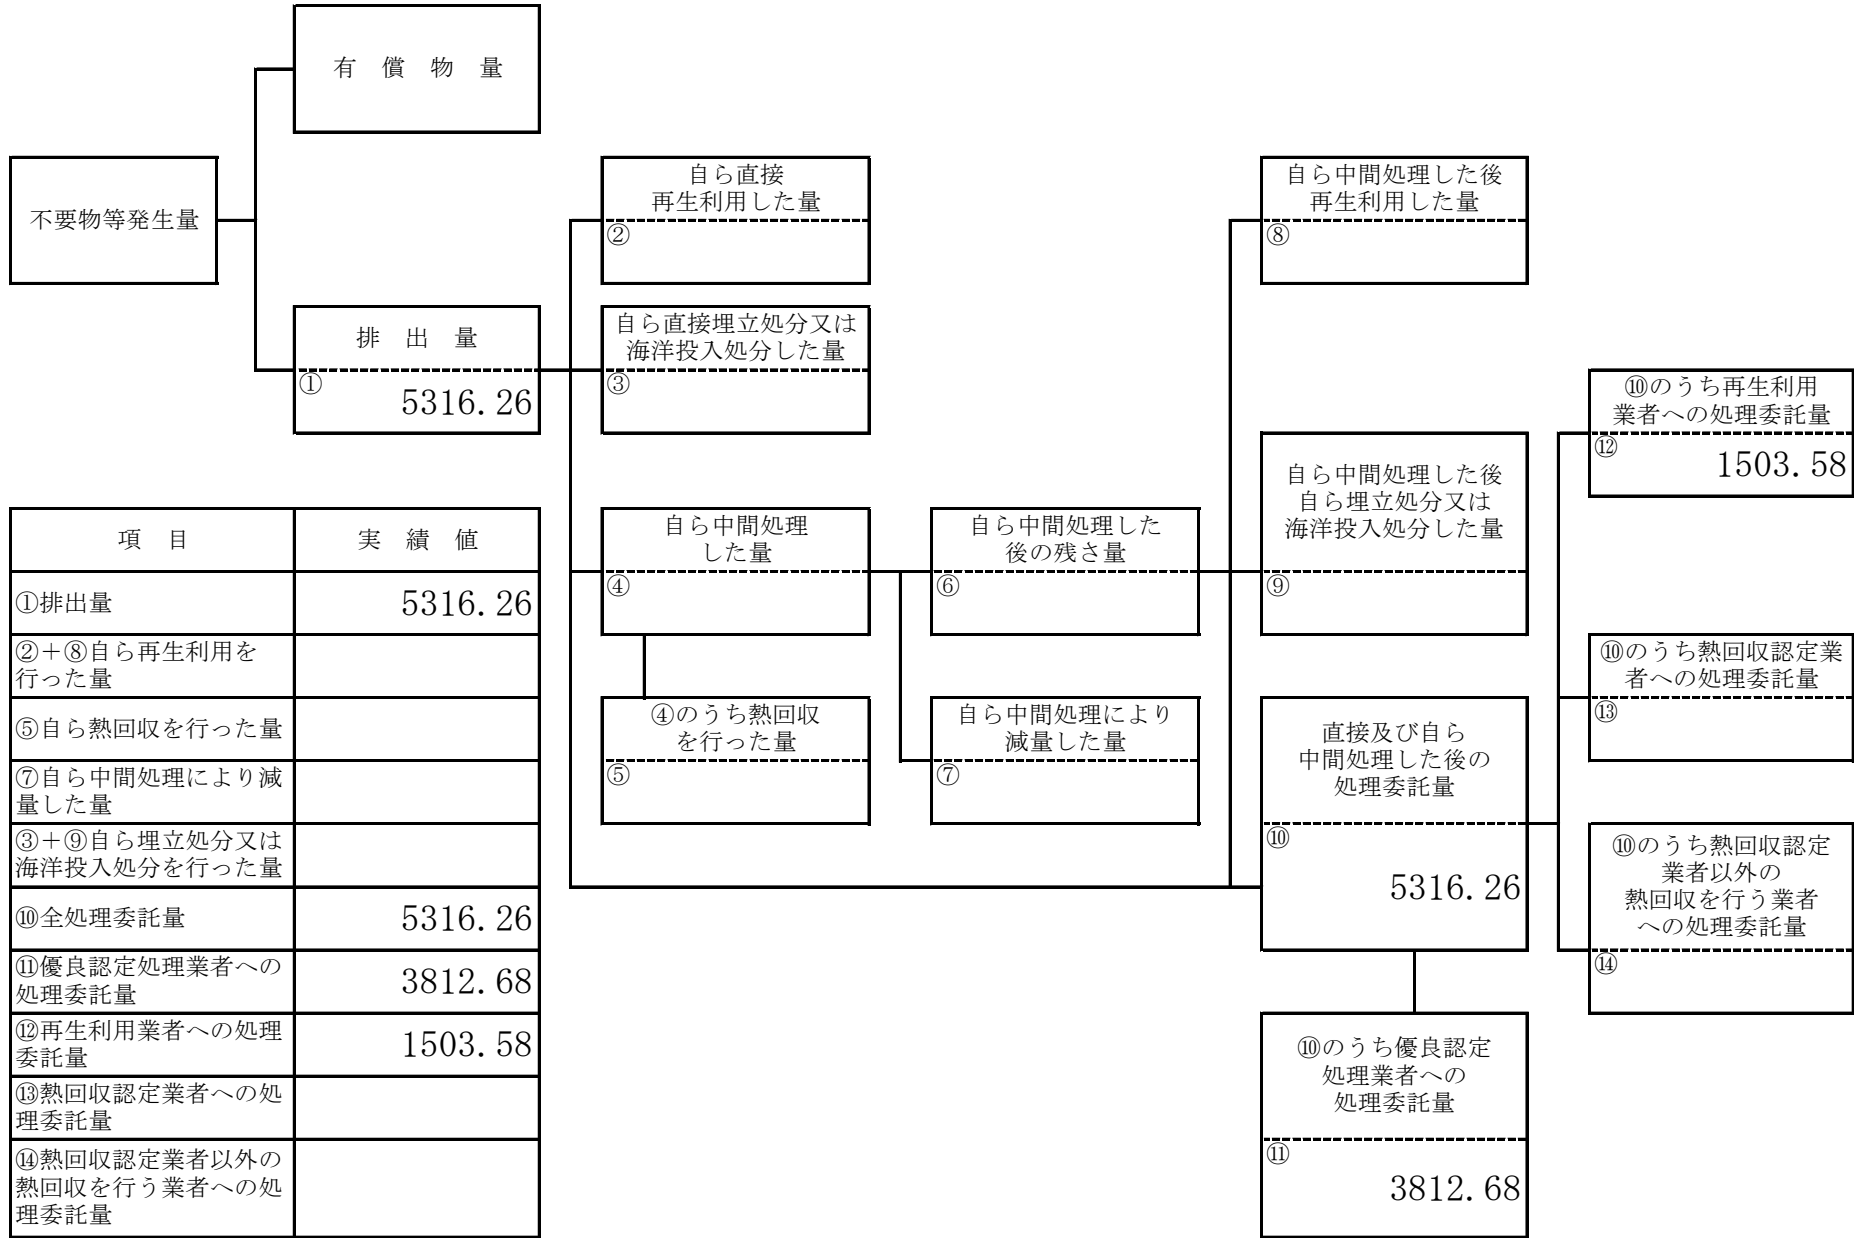 有　償　物　量
不要物等発生量
排　出　量
①
5316.26
自ら直接
再生利用した量
②
自ら直接埋立処分又は
海洋投入処分した量
③
自ら中間処理
した量
④
④のうち熱回収
を行った量
⑤
自ら中間処理した
後の残さ量
⑥
自ら中間処理により
減量した量
⑦
自ら中間処理した後
再生利用した量
⑧
自ら中間処理した後
自ら埋立処分又は
海洋投入処分した量
⑨
直接及び自ら
中間処理した後の
処理委託量
⑩
5316.26
⑩のうち優良認定
処理業者への
処理委託量
⑪
3812.68
⑩のうち再生利用
業者への処理委託量
⑫
1503.58
⑩のうち熱回収認定業
者への処理委託量
⑬
⑩のうち熱回収認定
業者以外の
熱回収を行う業者
への処理委託量
⑭
項　目　実　績　値
①排出量 5316.26
②＋⑧自ら再生利用を
行った量
⑤自ら熱回収を行った量
⑦自ら中間処理により減
量した量
③＋⑨自ら埋立処分又は
海洋投入処分を行った量
⑩全処理委託量 5316.26
⑪優良認定処理業者への
処理委託量 3812.68
⑫再生利用業者への処理
委託量 1503.58
⑬熱回収認定業者への処
理委託量
⑭熱回収認定業者以外の
熱回収を行う業者への処
理委託量